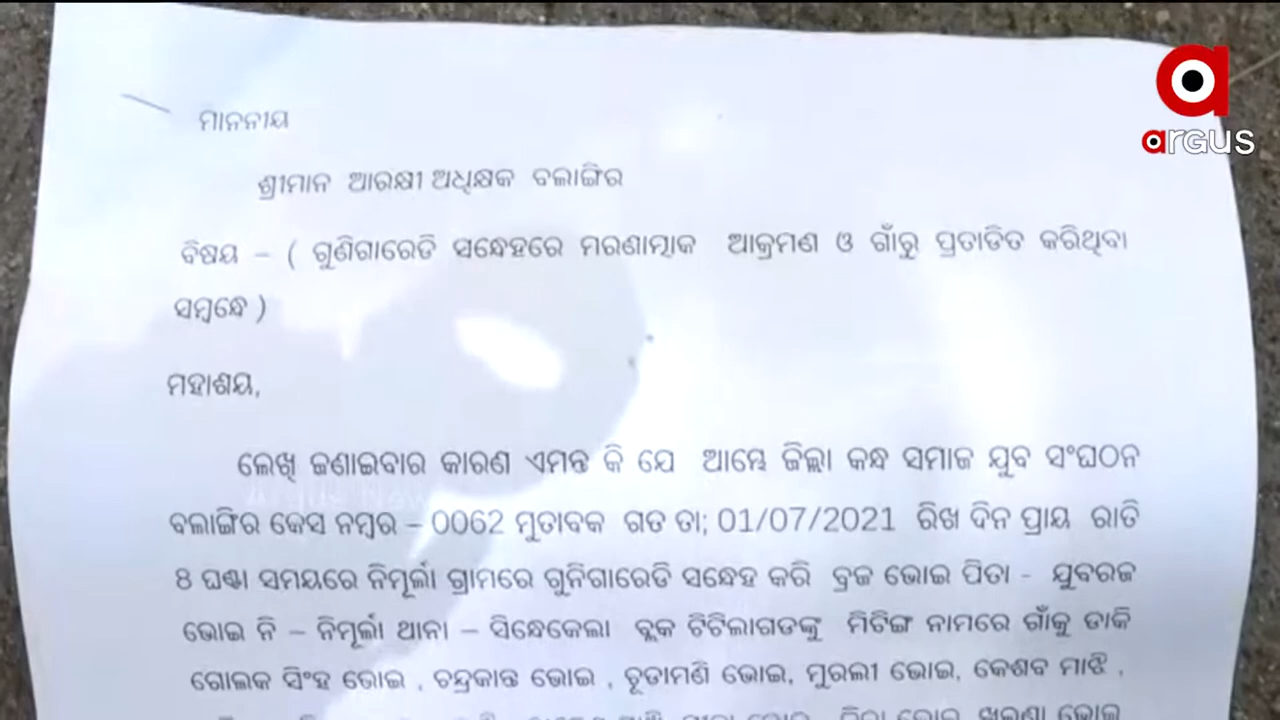 argus
ମାନନୀୟ
ଶ୍ରୀମାନ ଆରକ୍ଷୀ ଅଧିକ୍ଷକ ବଲାଙ୍ଗିର
ବିଷୟ – ( ଗୁଣିଗାରେଡି ସନ୍ଦେହରେ ମରଣାତ୍ମାକ ଆକ୍ରମଣ ଓ ଗାଁରୁ ପ୍ରତାଡିତ କରିଥିବା
ସମ୍ବନ୍ଧେ )
ମହାଶୟ,
ଲେଖି ଜଣାଇବାର କାରଣ ଏମନ୍ତ କି ଯେ ଆମ୍ଭେ ଜିଲ୍ଲା କନ୍ଧ ସମାଜ ଯୁବ ସଂଘଠନ
ବଲାଙ୍ଗିର କେସ ନମ୍ବର – 0062 ମୁତାବକ ଗତ ତା; 01/07/2021 ରିଖ ଦିନ ପ୍ରାୟ ରାତି
୫ ଘଣ୍ଟା ସମୟରେ ନିମୂର୍ଲା ଗ୍ରାମରେ ଗୁନିଗାରେଡି ସନ୍ଦେହ କରି ବ୍ରଜ ଭୋଇ ପିତା - ଯୁବରଜ
ଭୋଇ ନି – ନିମୂର୍ଲା ଥାନା – ସିନ୍ଧେକେଲା ବ୍ଲକ ଟିଟିଲାଗଡଙ୍କୁ ମିଟିଙ୍ଗ ନାମରେ ଗାଁକୁ ଡାକି
ଗୋଲକ ସିଂହ ଭୋଇ , ଚନ୍ଦ୍ରକାନ୍ତ ଭୋଇ , ଚୂଡାମଣି ଭୋଇ, ମୁରଲୀ ଭୋଇ, କେଶବ ମାଝି ,